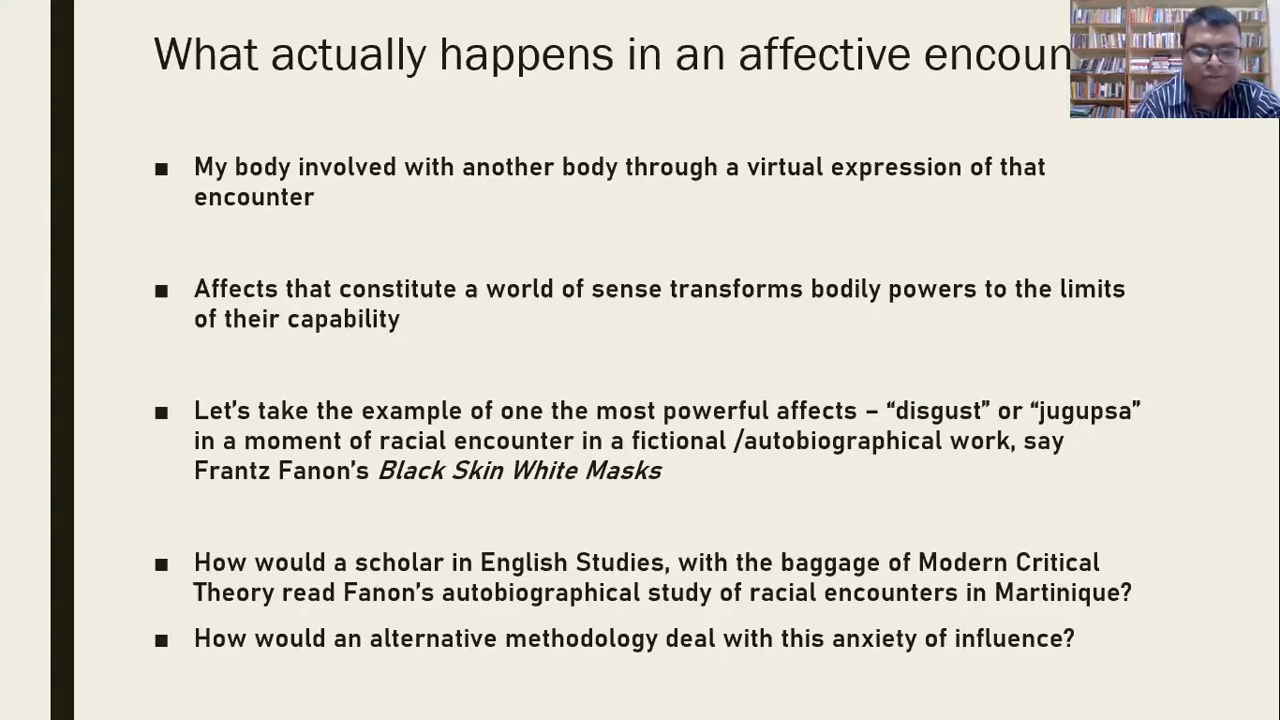 What actually happens in an affective encoun
■ My body involved with another body through a virtual expression of that
encounter
■ Affects that constitute a world of sense transforms bodily powers to the limits
of their capability
■ Let's take the example of one the most powerful affects – “disgust” or “jugupsa”
in a moment of racial encounter in a fictional /autobiographical work, say
Frantz Fanon's Black Skin White Masks
■ How would a scholar in English Studies, with the baggage of Modern Critical
Theory read Fanon's autobiographical study of racial encounters in Martinique?
■ How would an alternative methodology deal with this anxiety of influence?